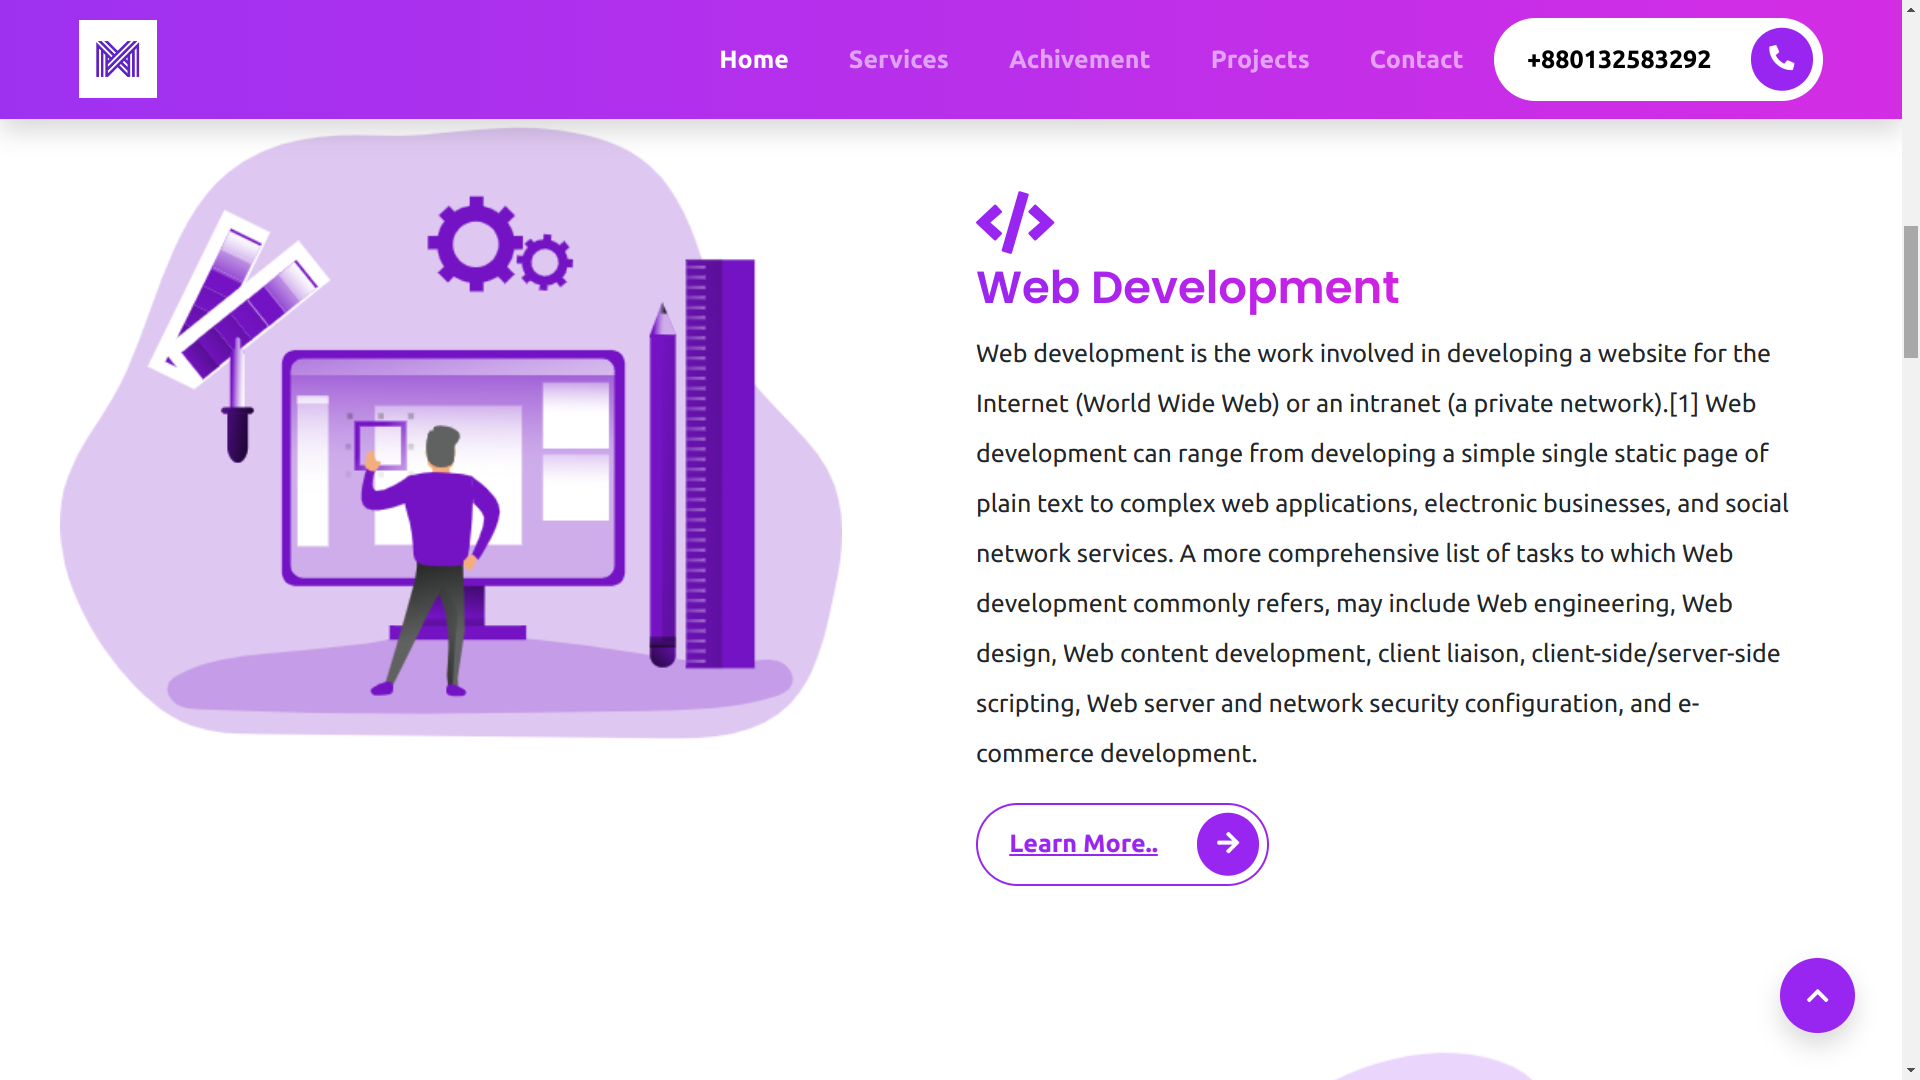 Home Services Achivement Projects Contact +880132583292
Web Development
Web development is the work involved in developing a website for the
Internet (World Wide Web) or an intranet (a private network).[1] Web
development can range from developing a simple single static page of
plain text to complex web applications, electronic businesses, and social
network services. A more comprehensive list of tasks to which Web
development commonly refers, may include Web engineering, Web
design, Web content development, client liaison, client-side/server-side
scripting, Web server and network security configuration, and e-
commerce development.
Learn More..